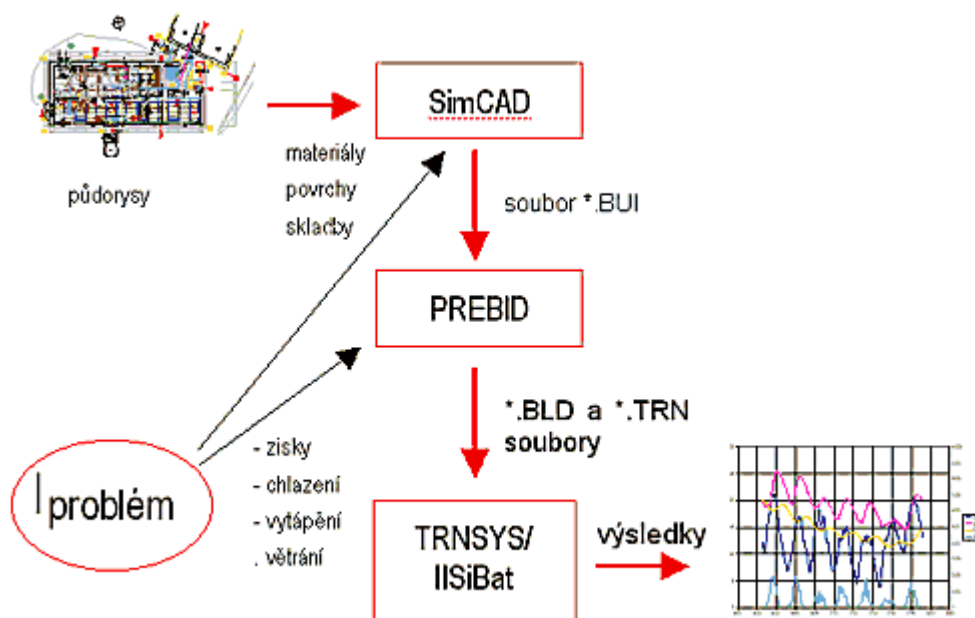 SimCAD
materiály
povrchy
skladby
půdorysy
soubor *.BUI
PREBID
*.BLD a *.TRN
soubory
problém
- zisky
- chlazení
- vytápění
. větrání
TRNSYS/
IISiBat
výsledky